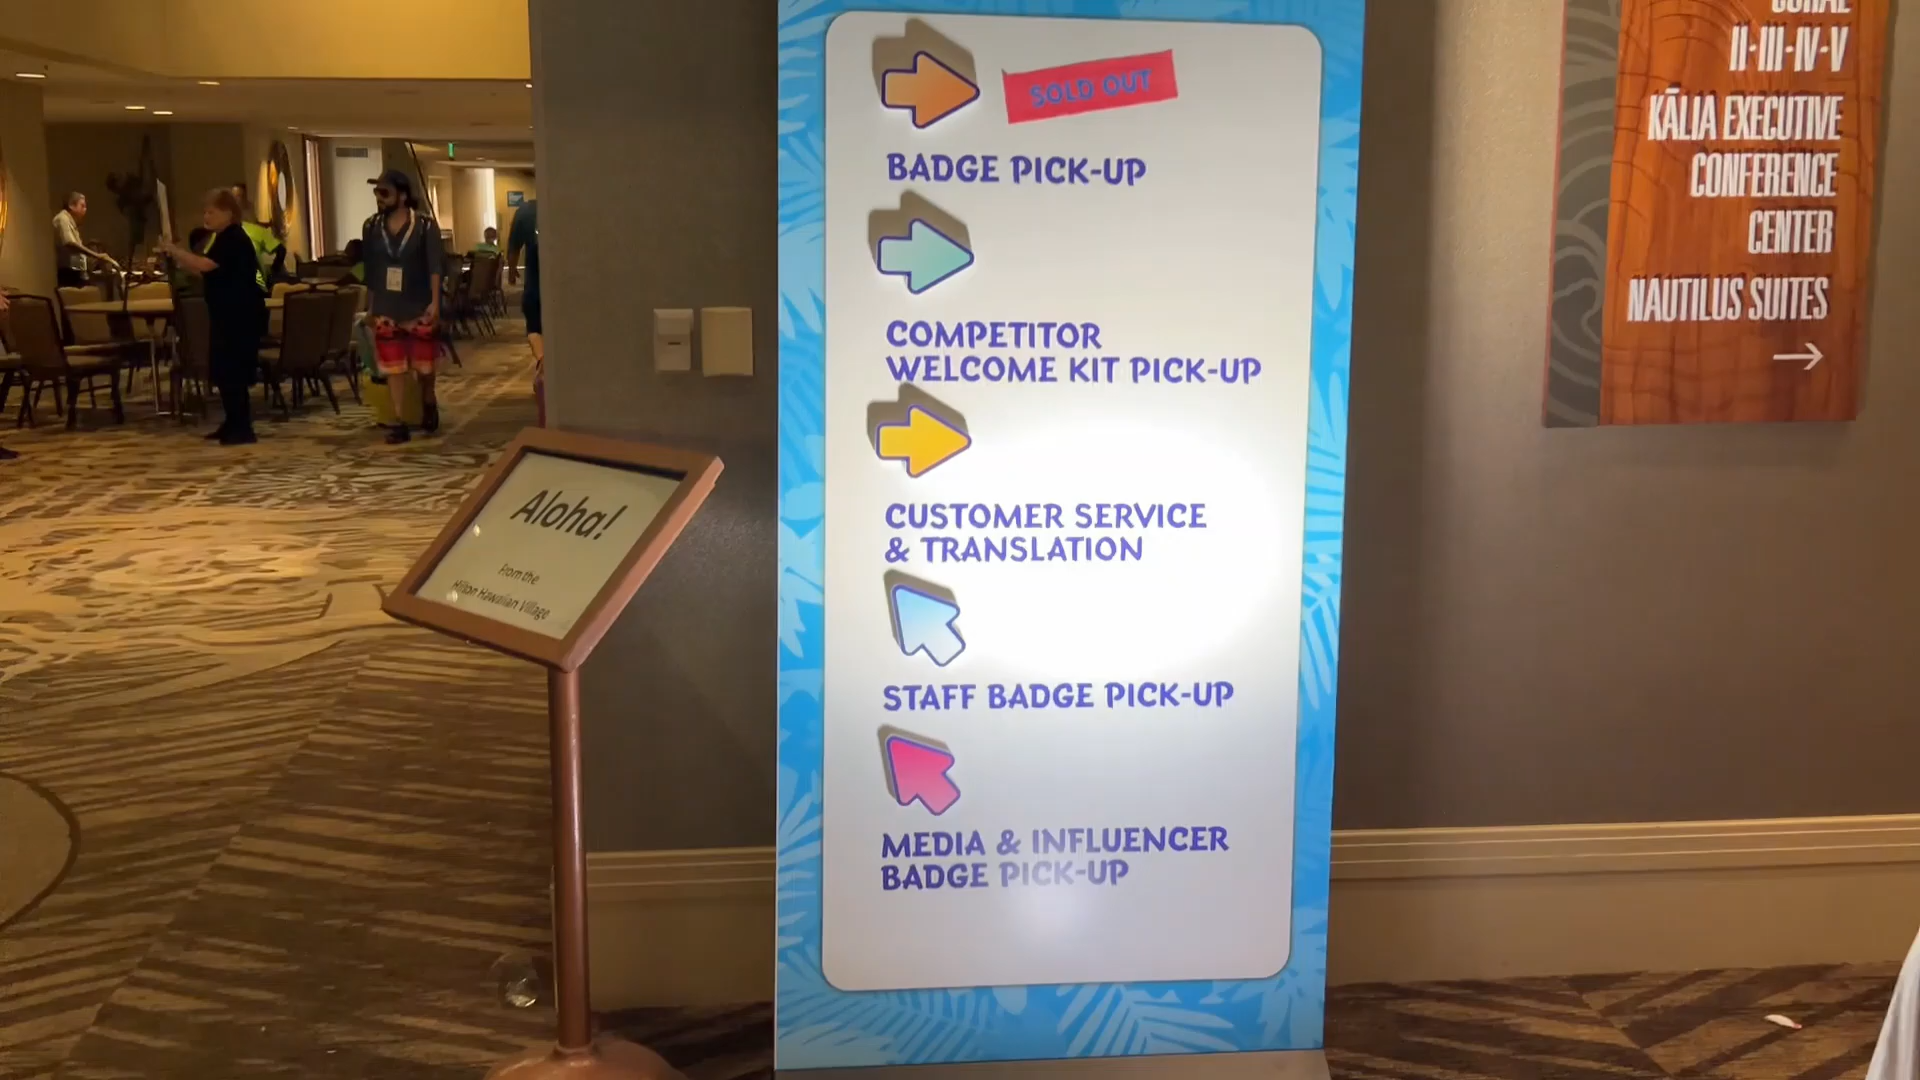 SOLD OUT
BADGE PICK-UP
COMPETITOR
WELCOME KIT PICK-UP
CUSTOMER SERVICE
& TRANSLATION
STAFF BADGE PICK-UP
MEDIA & INFLUENCER
BADGE PICK-UP
Aloha!
From the
Hilton Hawaiian Village
CORAL
II·III·IV·V
KĀLIA EXECUTIVE
CONFERENCE
CENTER
NAUTILUS SUITES